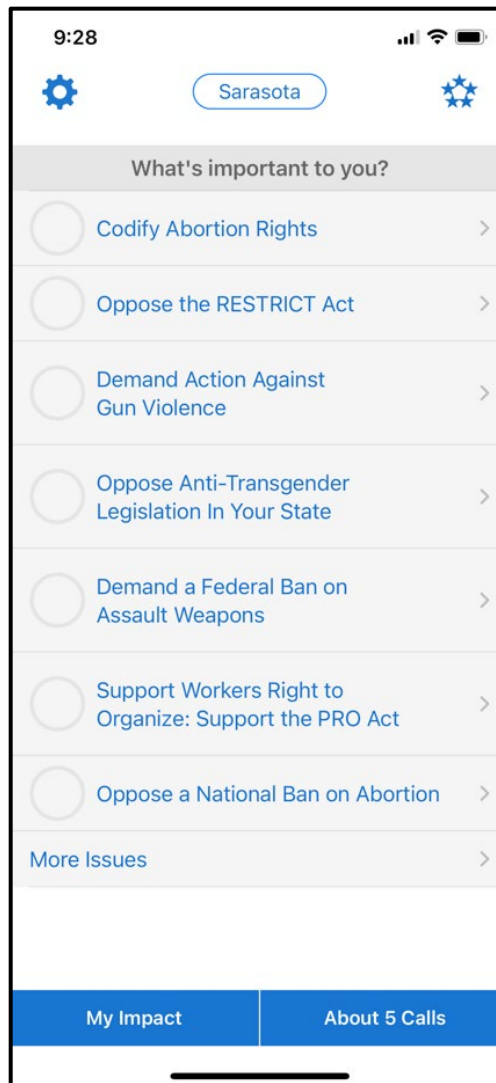 9:28
Sarasota
What's important to you?
Codify Abortion Rights
Oppose the RESTRICT Act
Demand Action Against
Gun Violence
Oppose Anti-Transgender
Legislation In Your State
Demand a Federal Ban on
Assault Weapons
Support Workers Right to
Organize: Support the PRO Act
Oppose a National Ban on Abortion
More Issues
My Impact
About 5 Calls